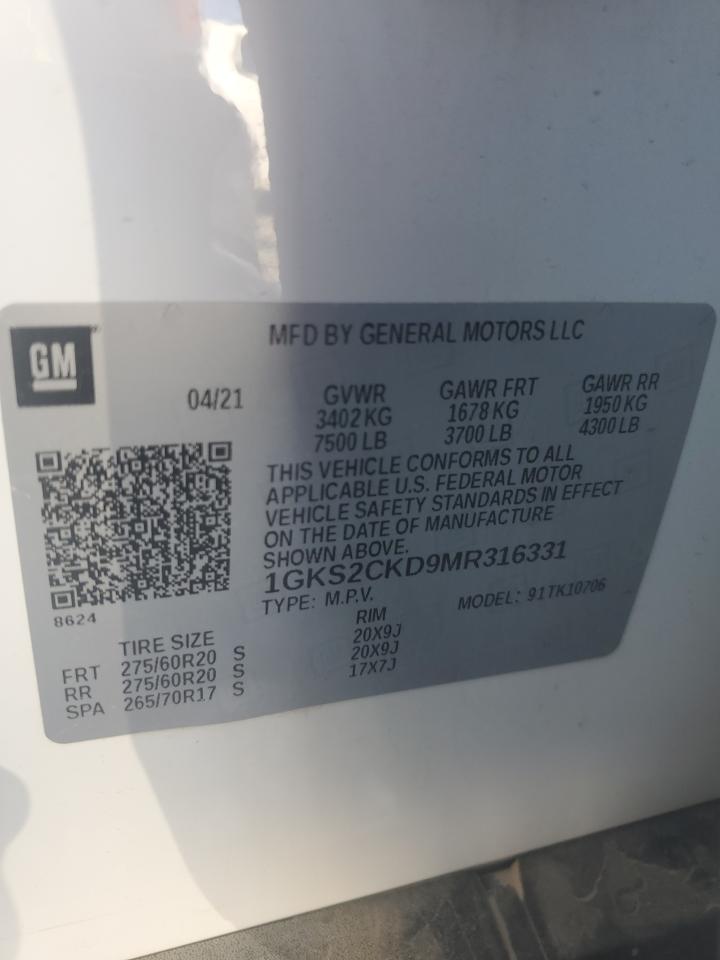 GM
MFD BY GENERAL MOTORS LLC
04/21
GVWR
3402 KG
7500 LB
GAWR FRT
1678 KG
3700 LB
GAWR RR
1950 KG
4300 LB
THIS VEHICLE CONFORMS TO ALL
APPLICABLE U.S. FEDERAL MOTOR
VEHICLE SAFETY STANDARDS IN EFFECT
ON THE DATE OF MANUFACTURE
SHOWN ABOVE.
1GKS2CKD9MR316331
TYPE: M.P.V. MODEL: 91TK10706
8624
TIRE SIZE RIM
FRT 275/60R20 S 20X9J
RR 275/60R20 S 20X9J
SPA 265/70R17 S 17X7J